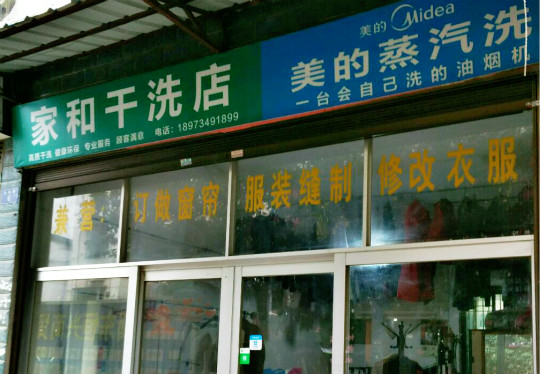 家和干洗店
高质干洗 健康环保 专业服务 顾客满意 电话:18973491899
美的 Midea
美的蒸汽洗
一台会自己洗的油烟机
兼营 订做窗帘 服装缝制 修改衣服